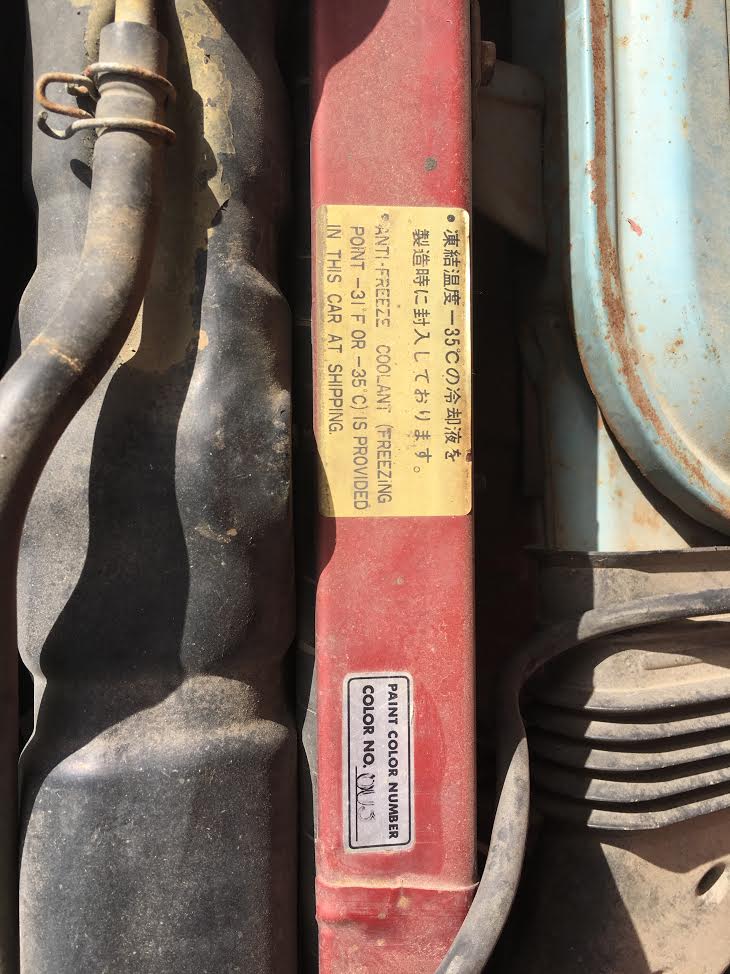 • 凍結温度−35℃の冷却液を
製造時に封入しております。
• ANTI-FREEZE COOLANT (FREEZING
POINT −31°F OR −35°C) IS PROVIDED
IN THIS CAR AT SHIPPING.
PAINT COLOR NUMBER
COLOR NO.